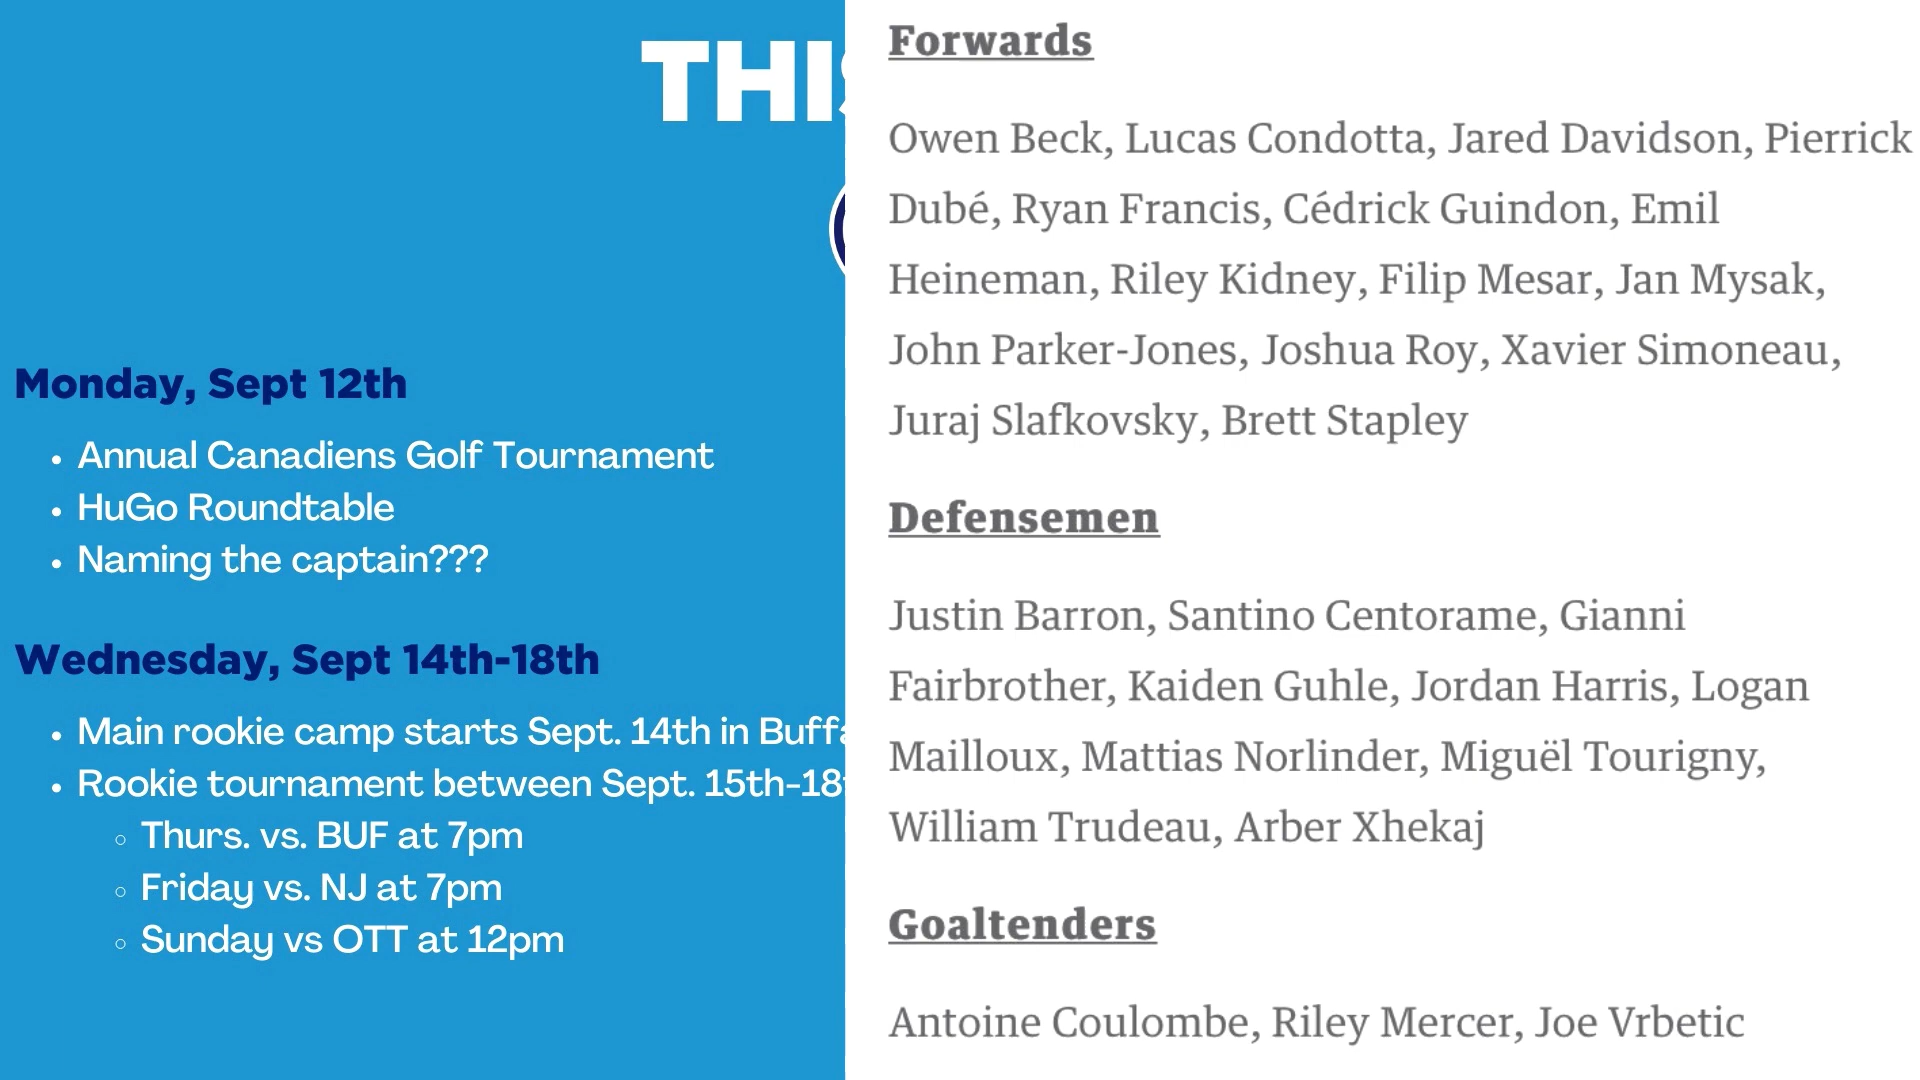 THIS
Monday, Sept 12th
• Annual Canadiens Golf Tournament
• HuGo Roundtable
• Naming the captain???
Wednesday, Sept 14th-18th
• Main rookie camp starts Sept. 14th in Buffa
• Rookie tournament between Sept. 15th-18t
◦ Thurs. vs. BUF at 7pm
◦ Friday vs. NJ at 7pm
◦ Sunday vs OTT at 12pm
Forwards
Owen Beck, Lucas Condotta, Jared Davidson, Pierrick
Dubé, Ryan Francis, Cédrick Guindon, Emil
Heineman, Riley Kidney, Filip Mesar, Jan Mysak,
John Parker-Jones, Joshua Roy, Xavier Simoneau,
Juraj Slafkovsky, Brett Stapley
Defensemen
Justin Barron, Santino Centorame, Gianni
Fairbrother, Kaiden Guhle, Jordan Harris, Logan
Mailloux, Mattias Norlinder, Miguël Tourigny,
William Trudeau, Arber Xhekaj
Goaltenders
Antoine Coulombe, Riley Mercer, Joe Vrbetic